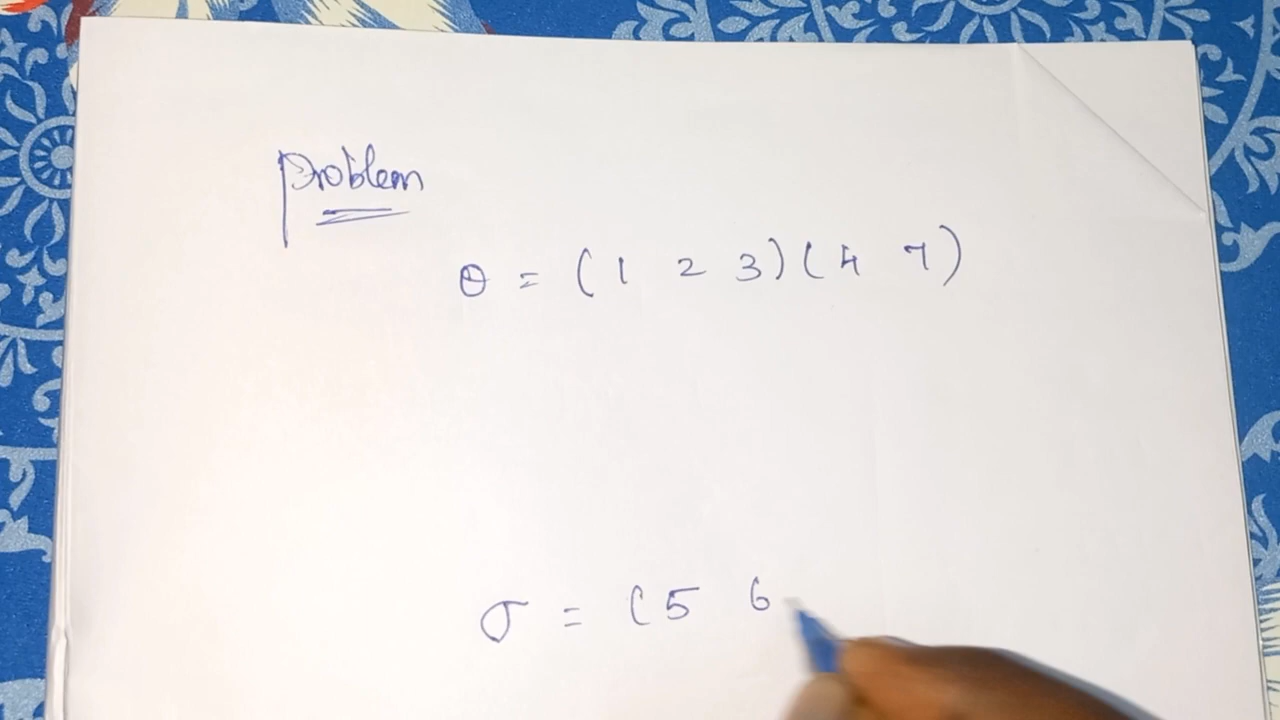 Problem
θ = (1 2 3)(4 7)
σ = (5 6